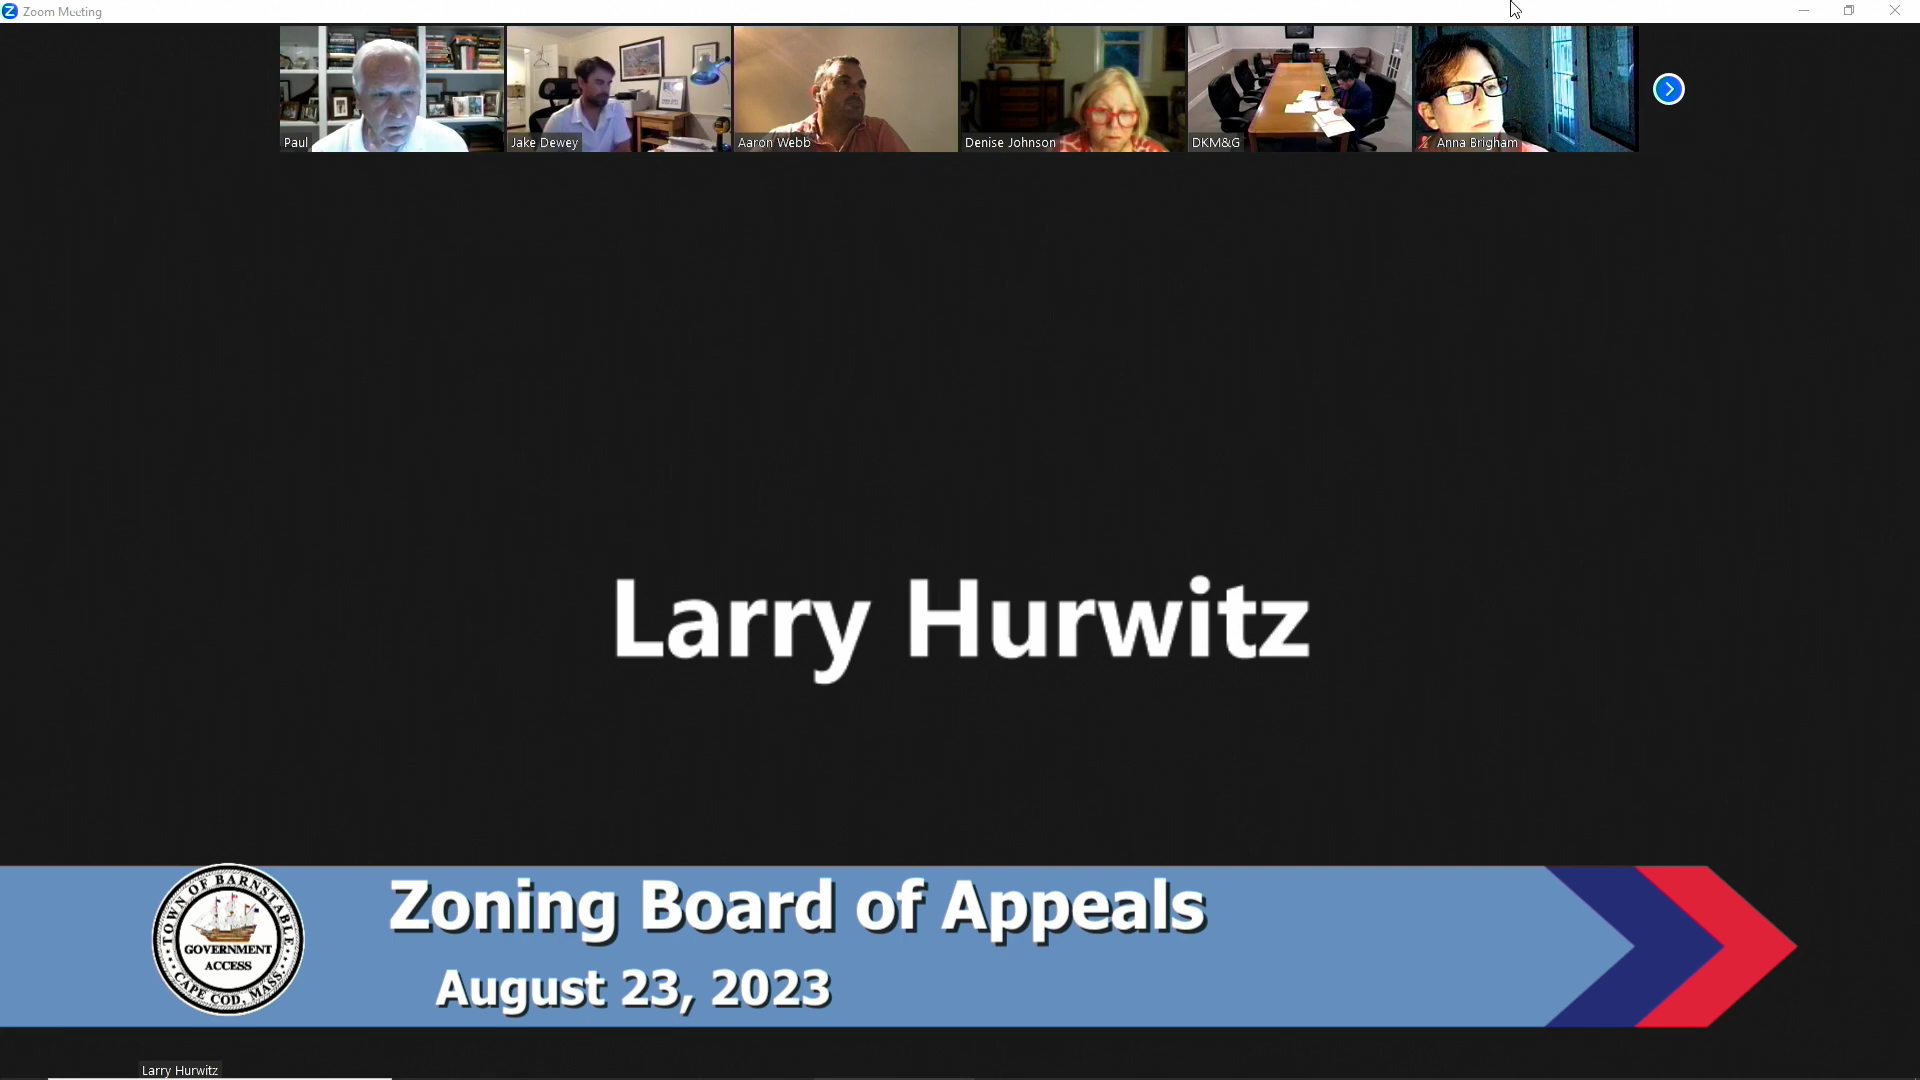 Zoom Meeting
Paul
Jake Dewey
Aaron Webb
Denise Johnson
DKM&G
Anna Brigham
Larry Hurwitz
TOWN OF BARNSTABLE
GOVERNMENT
ACCESS
CAPE COD, MASS.
Zoning Board of Appeals
August 23, 2023
Larry Hurwitz